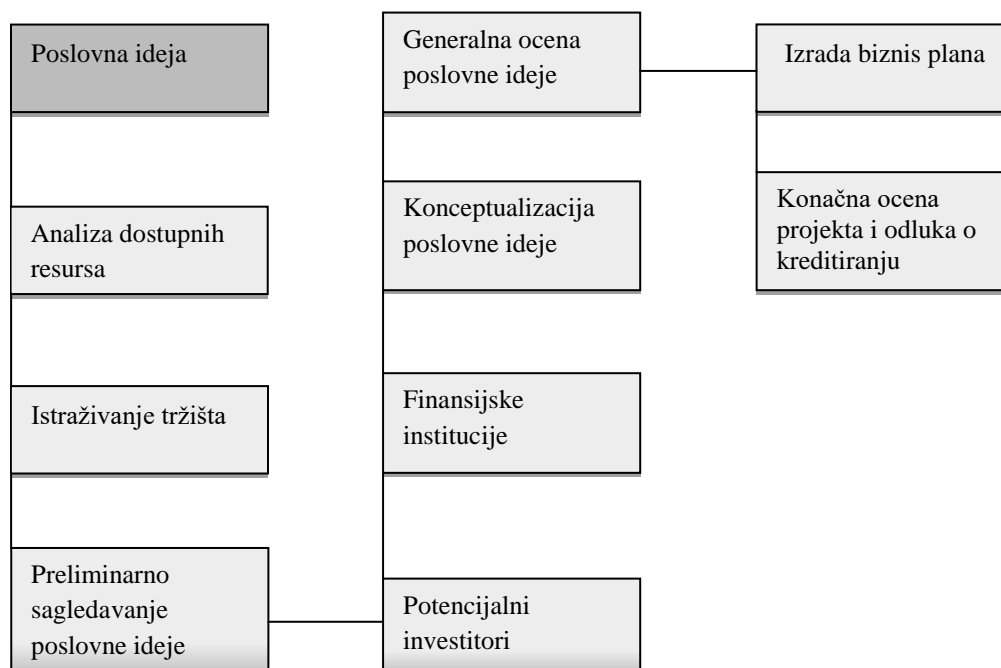 Poslovna ideja
Analiza dostupnih
resursa
Istraživanje tržišta
Preliminarno
sagledavanje
poslovne ideje
Generalna ocena
poslovne ideje
Konceptualizacija
poslovne ideje
Finansijske
institucije
Potencijalni
investitori
Izrada biznis plana
Konačna ocena
projekta i odluka o
kreditiranju